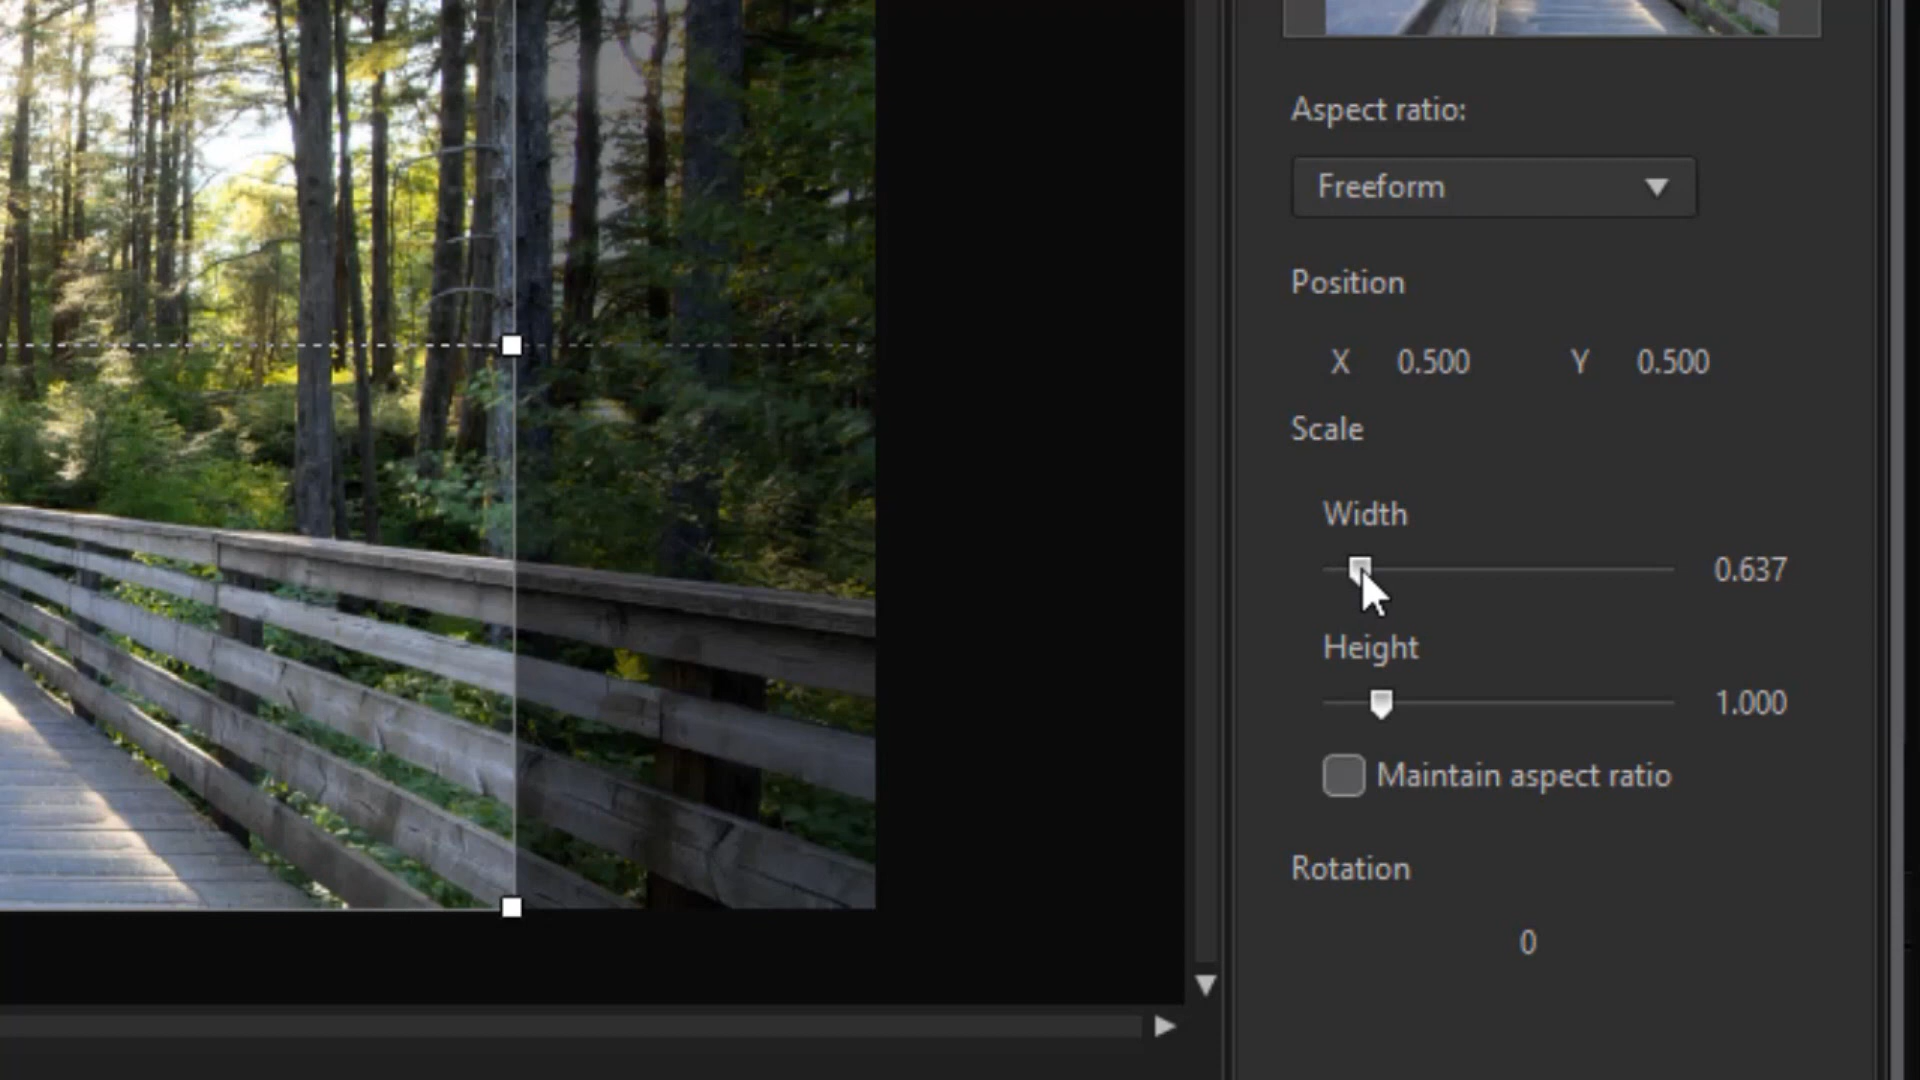 Aspect ratio:
Freeform
Position
X 0.500 Y 0.500
Scale
Width
0.637
Height
1.000
Maintain aspect ratio
Rotation
0